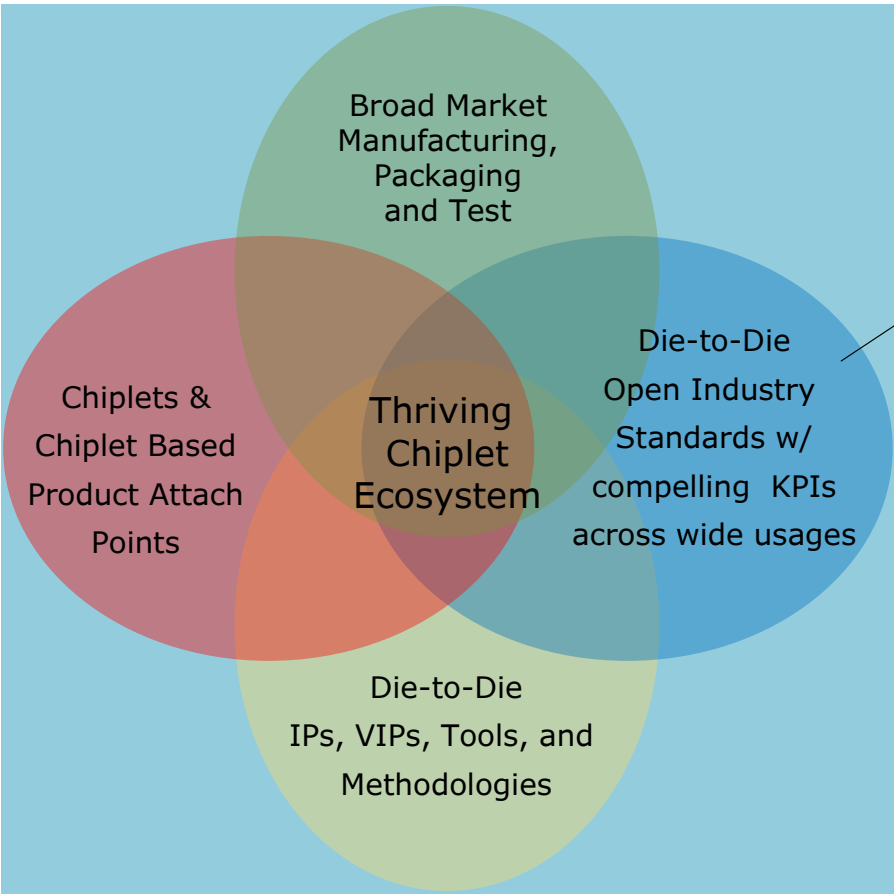 Broad Market
Manufacturing,
Packaging
and Test
Chiplets &
Chiplet Based
Product Attach
Points
Thriving
Chiplet
Ecosystem
Die-to-Die
Open Industry
Standards w/
compelling KPIs
across wide usages
Die-to-Die
IPs, VIPs, Tools, and
Methodologies